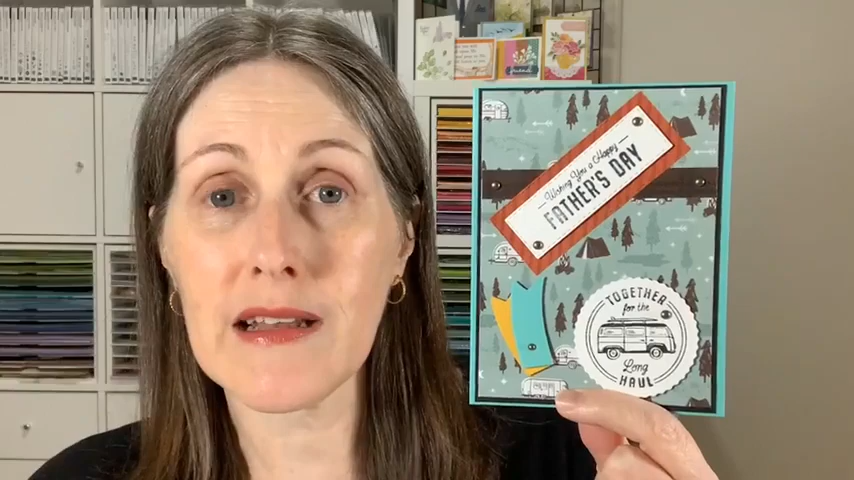 Wishing You a Happy
FATHER'S DAY
TOGETHER
for the
Long
HAUL